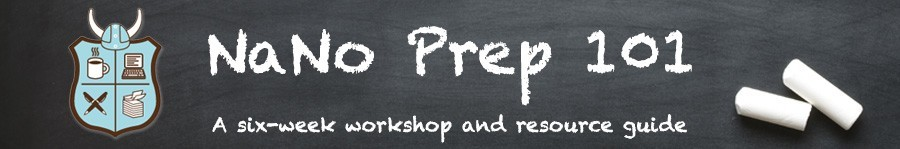 NaNo Prep 101
A six-week workshop and resource guide